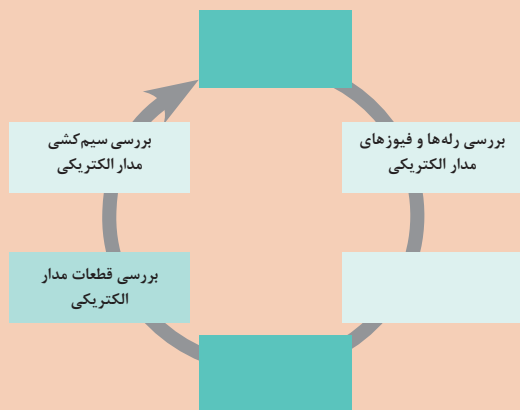 بررسی رله‌ها و فیوزهای
مدار الکتریکی
بررسی سیم‌کشی
مدار الکتریکی
بررسی قطعات مدار
الکتریکی